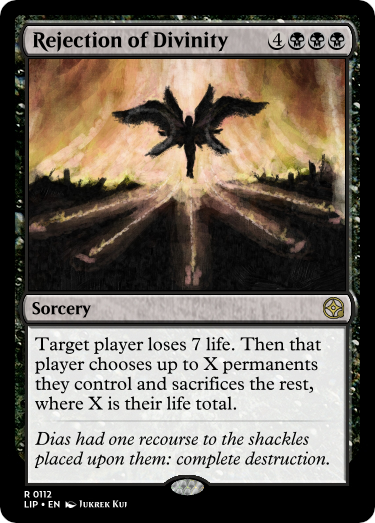 Rejection of Divinity 4
Sorcery
Target player loses 7 life. Then that
player chooses up to X permanents
they control and sacrifices the rest,
where X is their life total.
Dias had one recourse to the shackles
placed upon them: complete destruction.
R 0112
LIP • EN Jukrek Kui